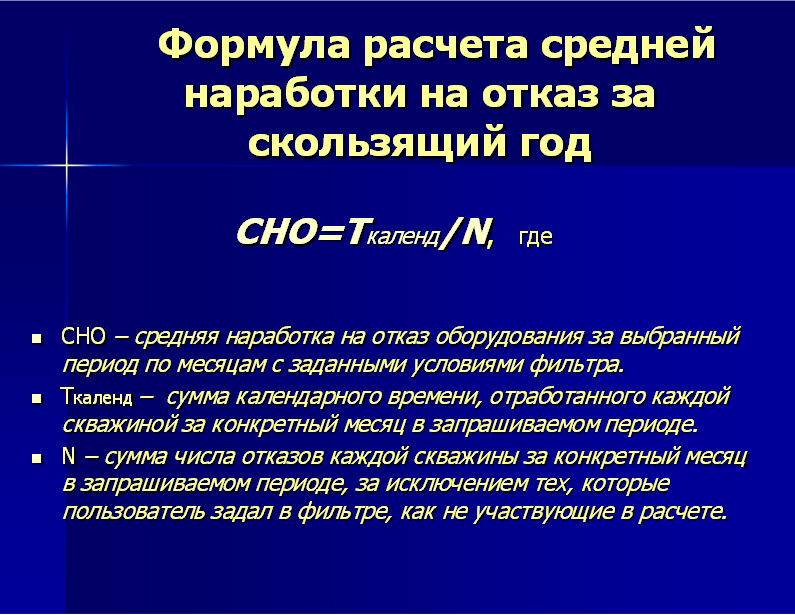 Формула расчета средней
наработки на отказ за
скользящий год
СНО=Ткаленд/N, где
СНО – средняя наработка на отказ оборудования за выбранный
период по месяцам с заданными условиями фильтра.
Ткаленд – сумма календарного времени, отработанного каждой
скважиной за конкретный месяц в запрашиваемом периоде.
N – сумма числа отказов каждой скважины за конкретный месяц
в запрашиваемом периоде, за исключением тех, которые
пользователь задал в фильтре, как не участвующие в расчете.